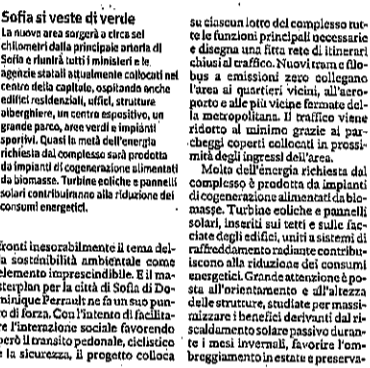 Sofia si veste di verde
La nuova area sorgerà a circa sei
chilometri dalla principale arteria di
Sofia e riunirà tutti i ministeri e le
agenzie statali attualmente collocati nel
centro della capitale, ospitando anche
edifici residenziali, uffici, strutture
alberghiere, un centro espositivo, un
grande parco, aree verdi e impianti
sportivi. Quasi la metà dell'energia
richiesta dal complesso sarà prodotta
da impianti di cogenerazione alimentati
da biomasse. Turbine eoliche e pannelli
solari contribuiranno alla riduzione dei
consumi energetici.
fronti inesorabilmente il tema del-
la sostenibilità ambientale come
elemento imprescindibile. E il ma-
sterplan per la città di Sofia di Do-
minique Perrault ne fa un suo pun-
to di forza. Con l'intento di facilita-
re l'interazione sociale favorendo
però il transito pedonale, ciclistico
e la sicurezza, il progetto colloca
su ciascun lotto del complesso tut-
te le funzioni principali necessarie
e disegna una fitta rete di itinerari
chiusi al traffico. Nuovi tram e filo-
bus a emissioni zero collegano
l'area ai quartieri vicini, all'aero-
porto e alle più vicine fermate del-
la metropolitana. Il traffico viene
ridotto al minimo grazie ai par-
cheggi coperti collocati in prossi-
mità degli ingressi dell'area.
Molta dell'energia richiesta dal
complesso è prodotta da impianti
di cogenerazione alimentati da bio-
masse. Turbine eoliche e pannelli
solari, inseriti sui tetti e sulle fac-
ciate degli edifici, uniti a sistemi di
raffreddamento radiante contribu-
iscono alla riduzione dei consumi
energetici. Grande attenzione è po-
sta all'orientamento e all'altezza
delle strutture, studiate per massi-
mizzare i benefici derivanti dal ri-
scaldamento solare passivo duran-
te i mesi invernali, favorire l'om-
breggiamento in estate e preserva-